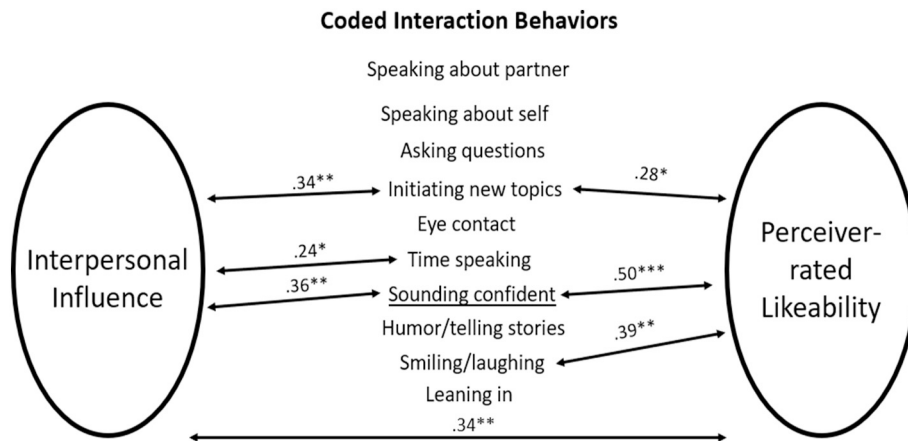 Coded Interaction Behaviors
Speaking about partner
Speaking about self
Asking questions
.34**
Initiating new topics
.28*
Eye contact
Interpersonal
Influence
.24*
Time speaking
Perceiver-
rated
Likeability
.36**
Sounding confident
.50***
Humor/telling stories
.39**
Smiling/laughing
Leaning in
.34**